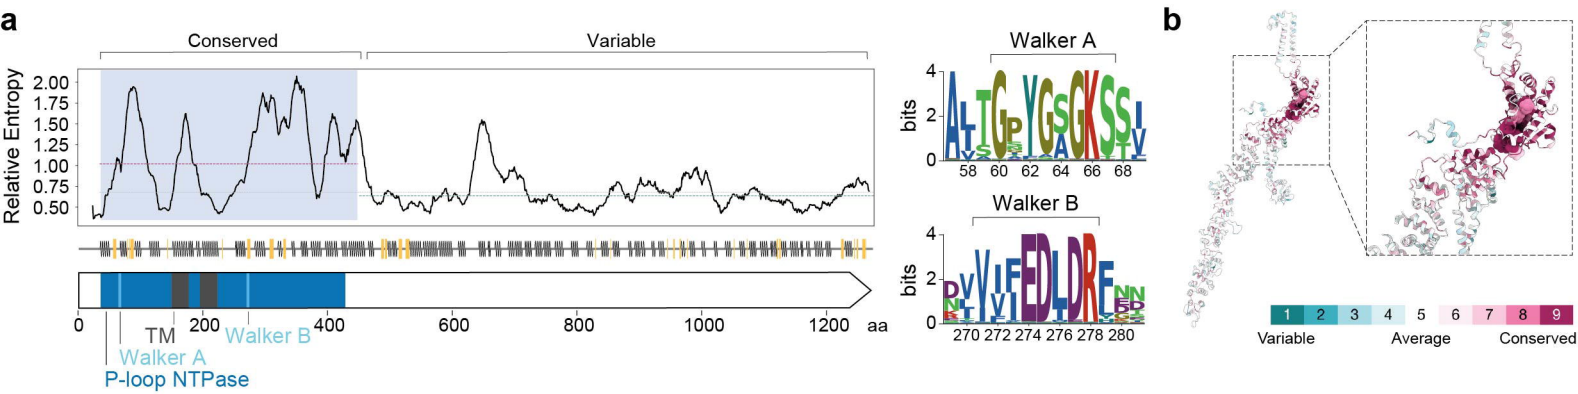 a
Conserved
Variable
Relative Entropy
2.00
1.75
1.50
1.25
1.00
0.75
0.50
0
200
400
600
800
1000
1200
aa
TM
Walker B
Walker A
P-loop NTPase
Walker A
bits
4
2
0
58 60 62 64 66 68
Walker B
bits
4
2
0
270 272 274 276 278 280
b
1 2 3 4 5 6 7 8 9
Variable Average Conserved